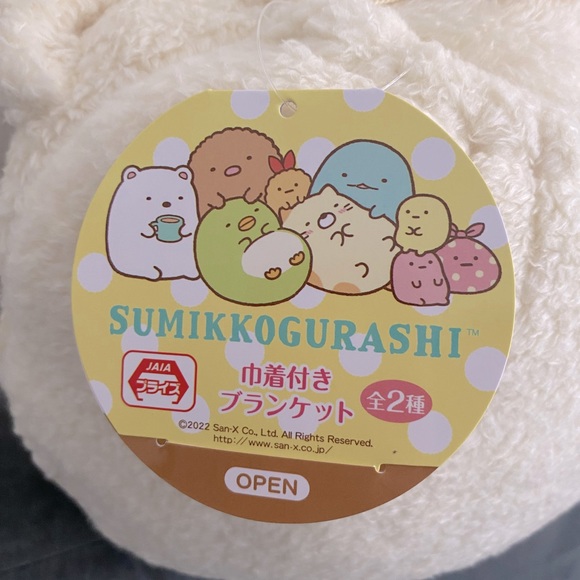 SUMIKKOGURASHI™
JAIA
プライズ
巾着付き
ブランケット
全2種
©2022 San-X Co., Ltd. All Rights Reserved.
http://www.san-x.co.jp/
OPEN